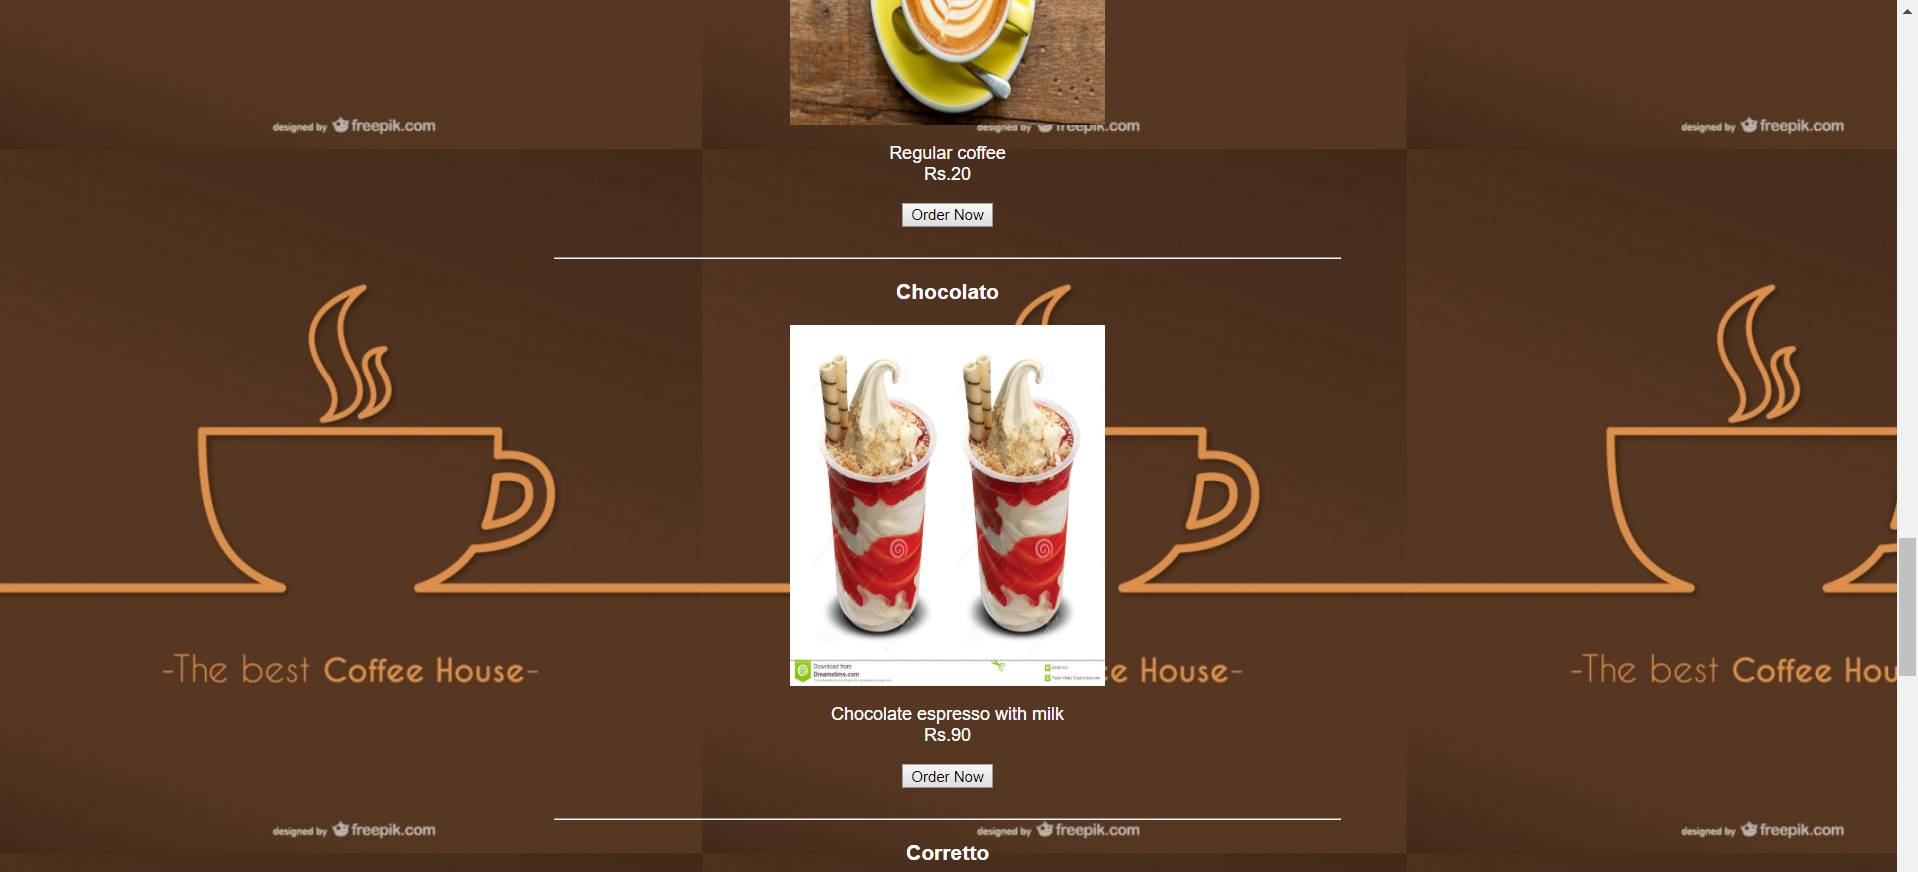 designed by freepik.com
designed by freepik.com
designed by freepik.com
Regular coffee
Rs.20
Order Now
Chocolato
Download from
Dreamstime.com
-The best Coffee House-
e House-
-The best Coffee Hou
Chocolate espresso with milk
Rs.90
Order Now
designed by freepik.com
designed by freepik.com
designed by freepik.com
Corretto